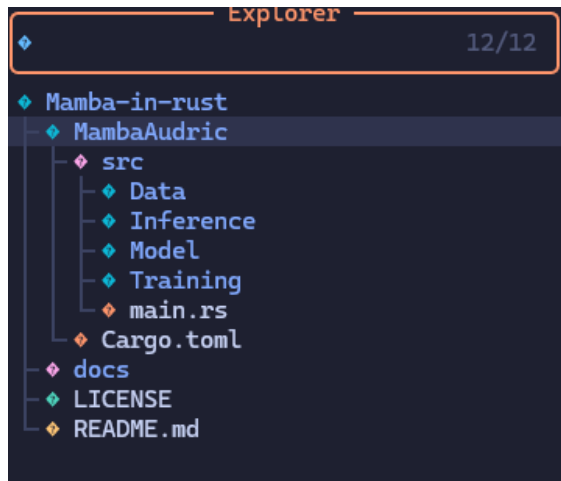 Explorer
12/12
Mamba-in-rust
MambaAudric
src
Data
Inference
Model
Training
main.rs
Cargo.toml
docs
LICENSE
README.md